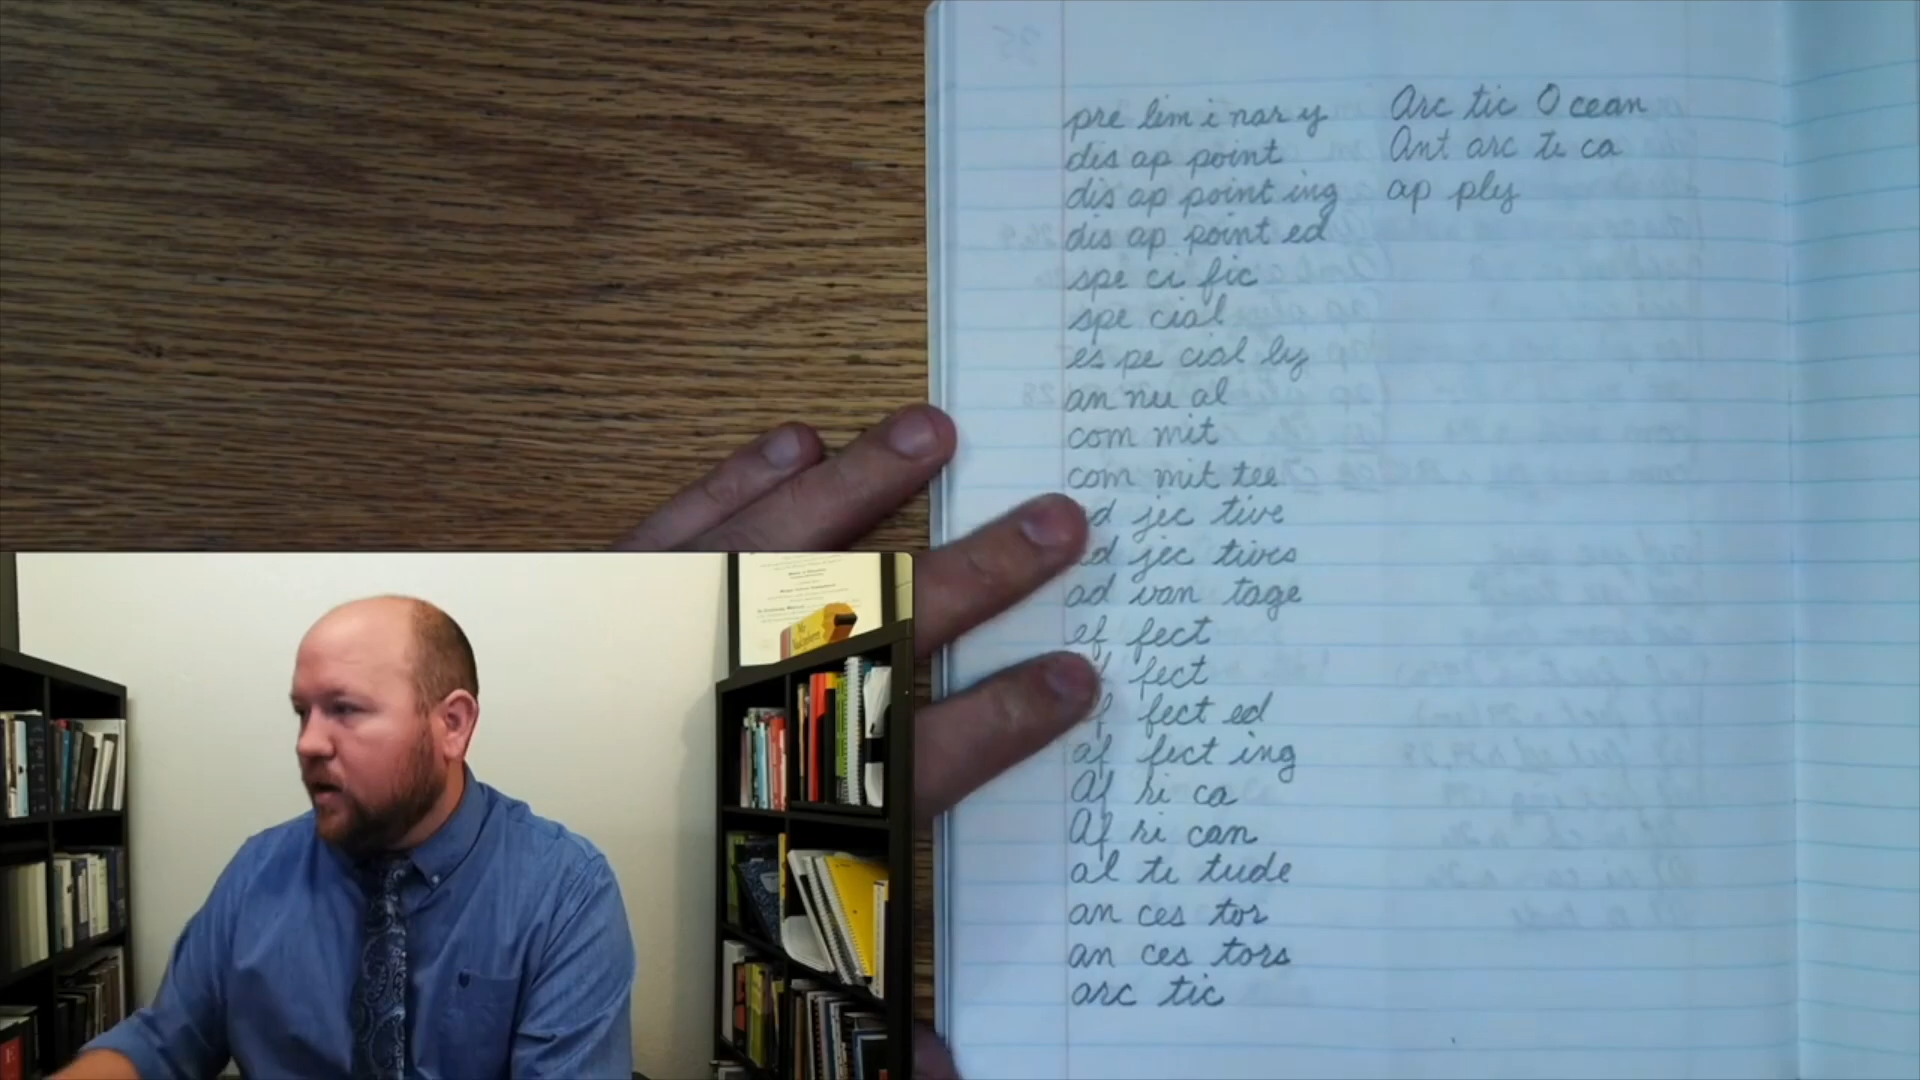 pre lim i nar y
dis ap point
dis ap point ing
dis ap point ed
spe ci fic
spe cial
es pe cial ly
an nu al
com mit
com mit tee
jec tive
jec tives
ad van tage
ef fect
fect
fect ed
af fect ing
Af ri ca
Af ri can
al ti tude
an ces tor
an ces tors
arc tic
Arc tic O cean
Ant arc ti ca
ap ply